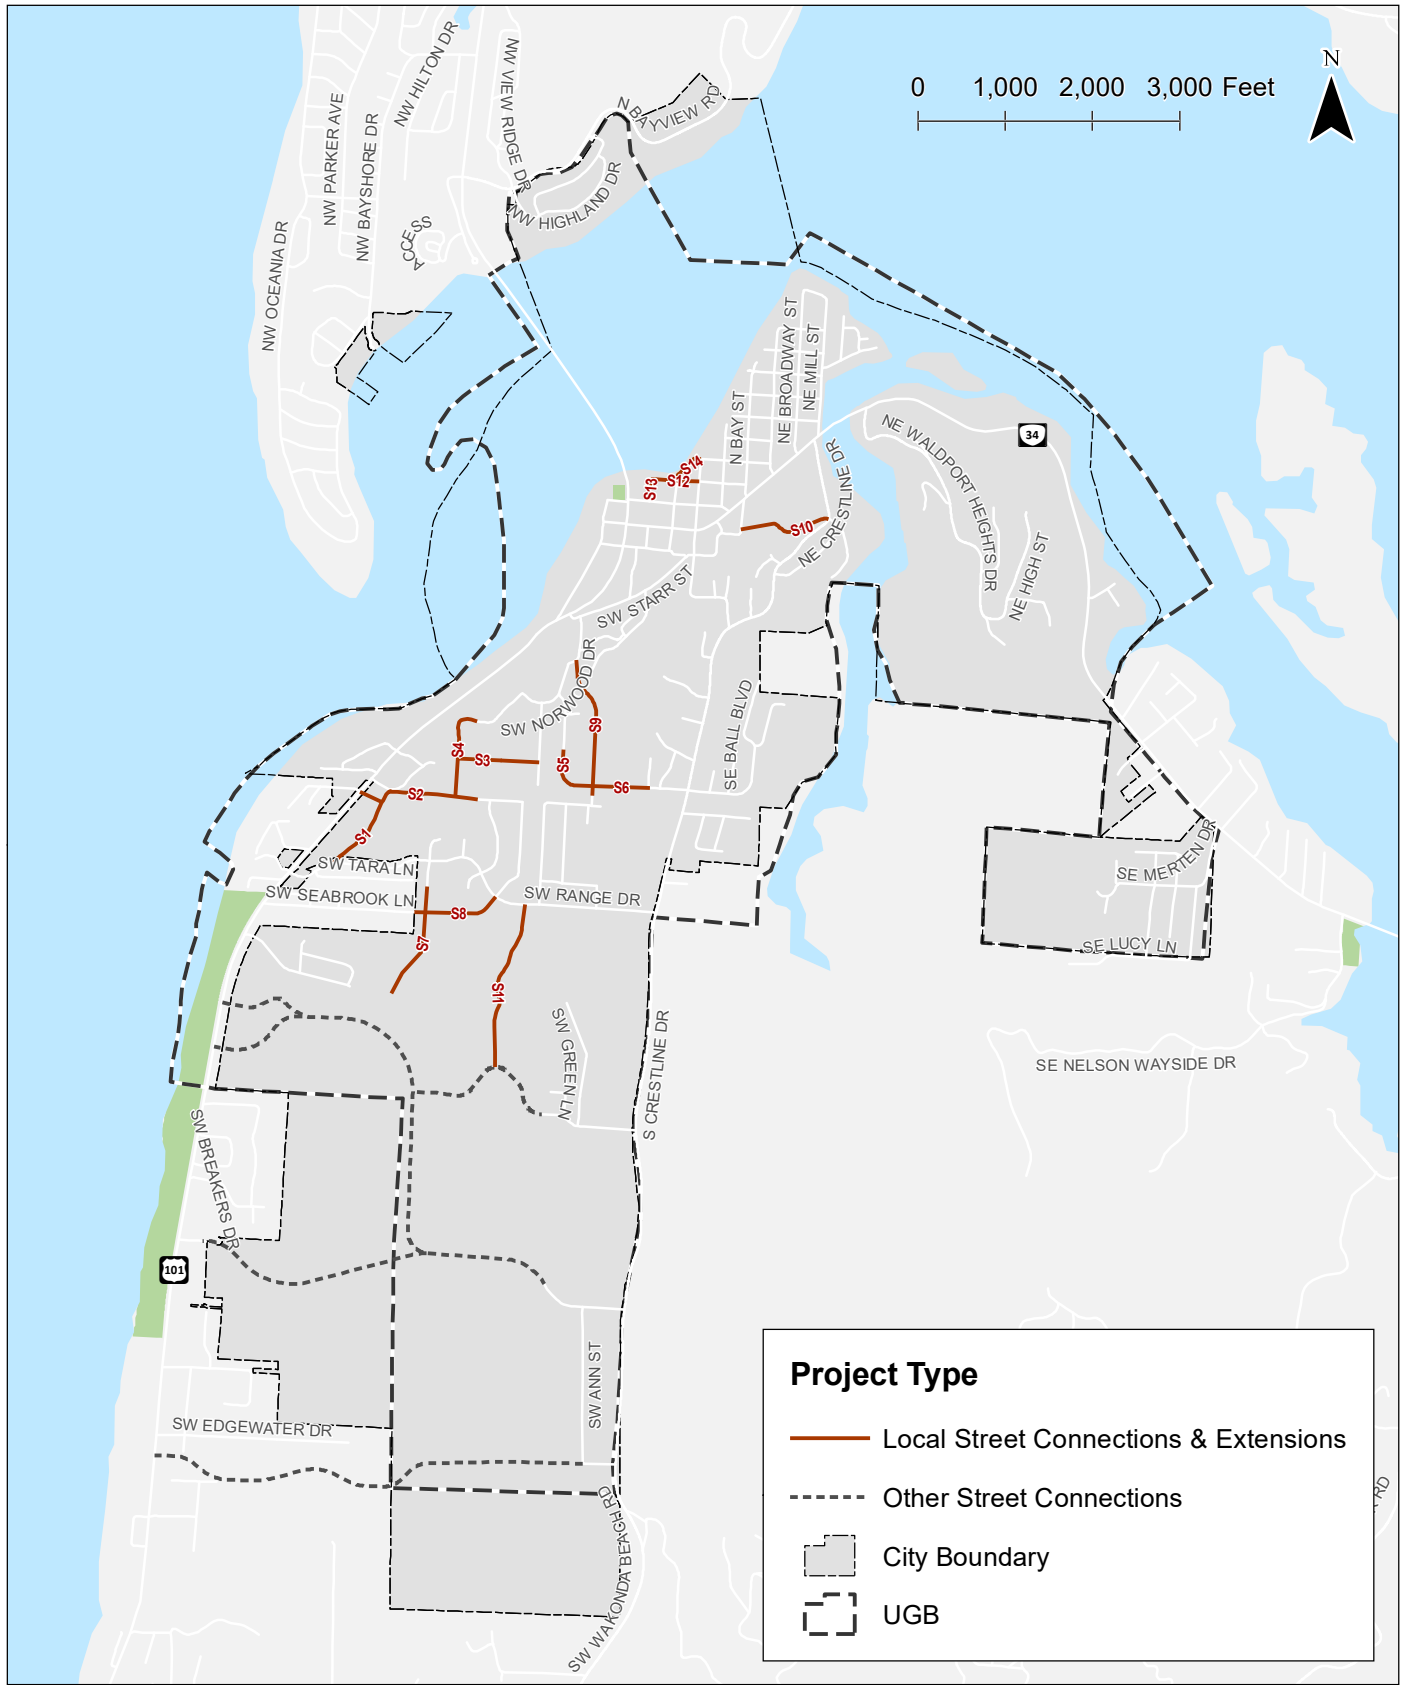 N
0 1,000 2,000 3,000 Feet
NW HILTON DR
NW VIEW RIDGE DR
N BAYVIEW RD
NW PARKER AVE
NW BAYSHORE DR
NW HIGHLAND DR
ACCESS
NW OCEANIA DR
NE BROADWAY ST
NE MILL ST
N BAY ST
34
NE WALDPORT HEIGHTS DR
NE CRESTLINE DR
NE HIGH ST
S14
S12
S13
S10
SW STARR ST
SW NORWOOD DR
SE BALL BLVD
S9
S4
S3
S5
S6
S2
S1
SW TARA LN
SW SEABROOK LN
SW RANGE DR
S8
S7
S11
SE MERTEN DR
SE LUCY LN
SW GREEN LN
S CRESTLINE DR
SE NELSON WAYSIDE DR
SW BREAKERS DR
101
SW ANN ST
SW EDGEWATER DR
SW WAKONDA BEACH RD
RD
Project Type
Local Street Connections & Extensions
Other Street Connections
City Boundary
UGB